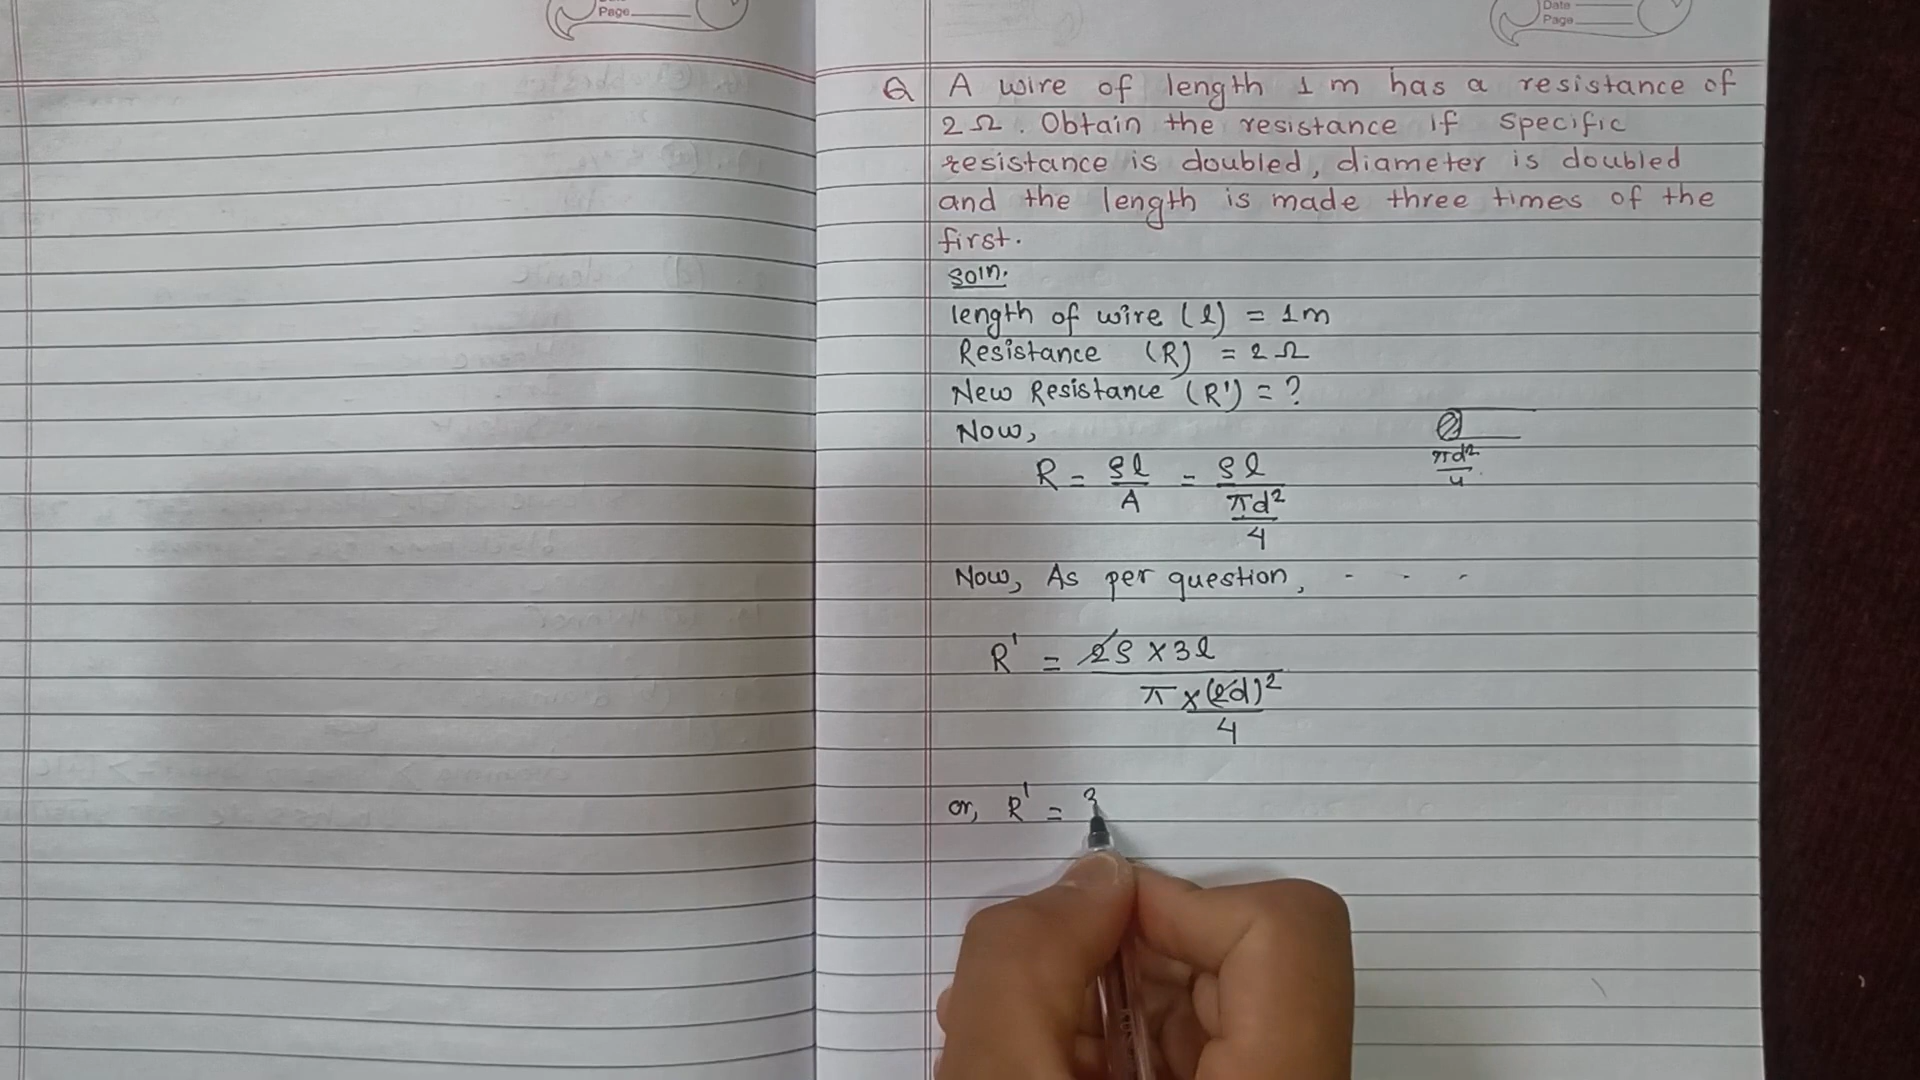 Page
Date
Page
Q A wire of length 1 m has a resistance of
2 Ω. Obtain the resistance if specific
resistance is doubled, diameter is doubled
and the length is made three times of the
first.
soln.
length of wire (l) = 1m
Resistance (R) = 2 Ω
New Resistance (R') = ?
Now,
R = ρl / A = ρl / (πd² / 4)
πd² / 4
Now, As per question, - - -
R' = 2ρ × 3l / (π × (2d)² / 4)
or, R' = 3